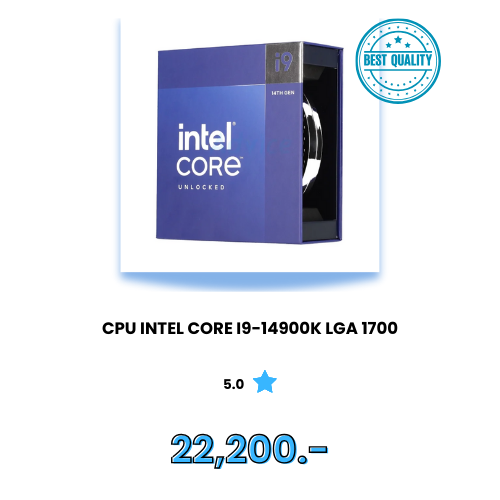 BEST QUALITY
i9
14TH GEN
intel
CORE
UNLOCKED
CPU INTEL CORE I9-14900K LGA 1700
5.0
22,200.-